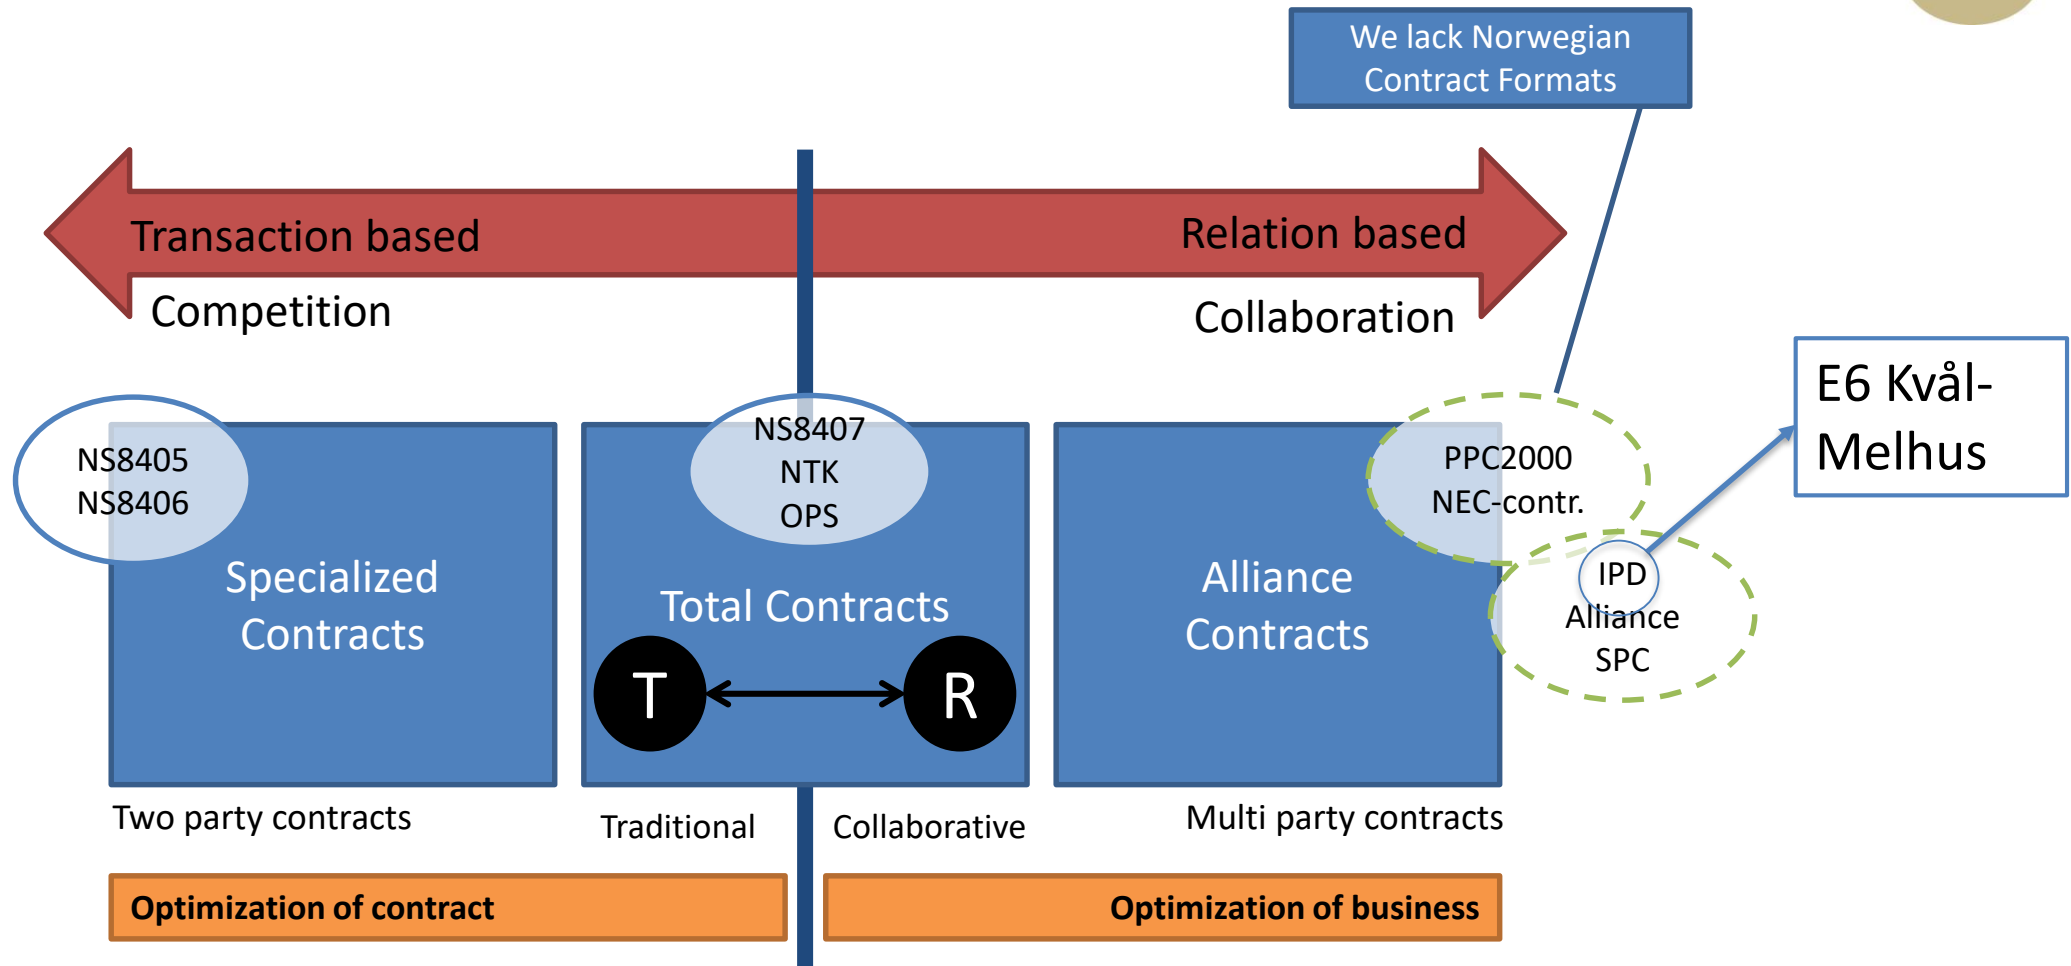 We lack Norwegian
Contract Formats
Transaction based
Relation based
Competition
Collaboration
E6 Kvål-
Melhus
NS8405
NS8406
NS8407
NTK
OPS
PPC2000
NEC-contr.
IPD
Alliance
SPC
Specialized
Contracts
Total Contracts
T
R
Alliance
Contracts
Two party contracts
Traditional
Collaborative
Multi party contracts
Optimization of contract
Optimization of business